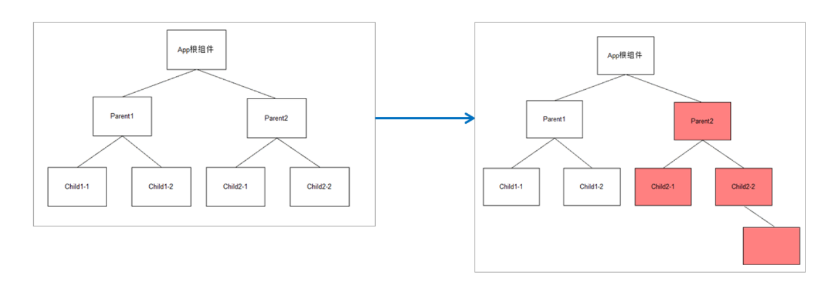 App根组件
Parent1
Parent2
Child1-1
Child1-2
Child2-1
Child2-2
App根组件
Parent1
Parent2
Child1-1
Child1-2
Child2-1
Child2-2